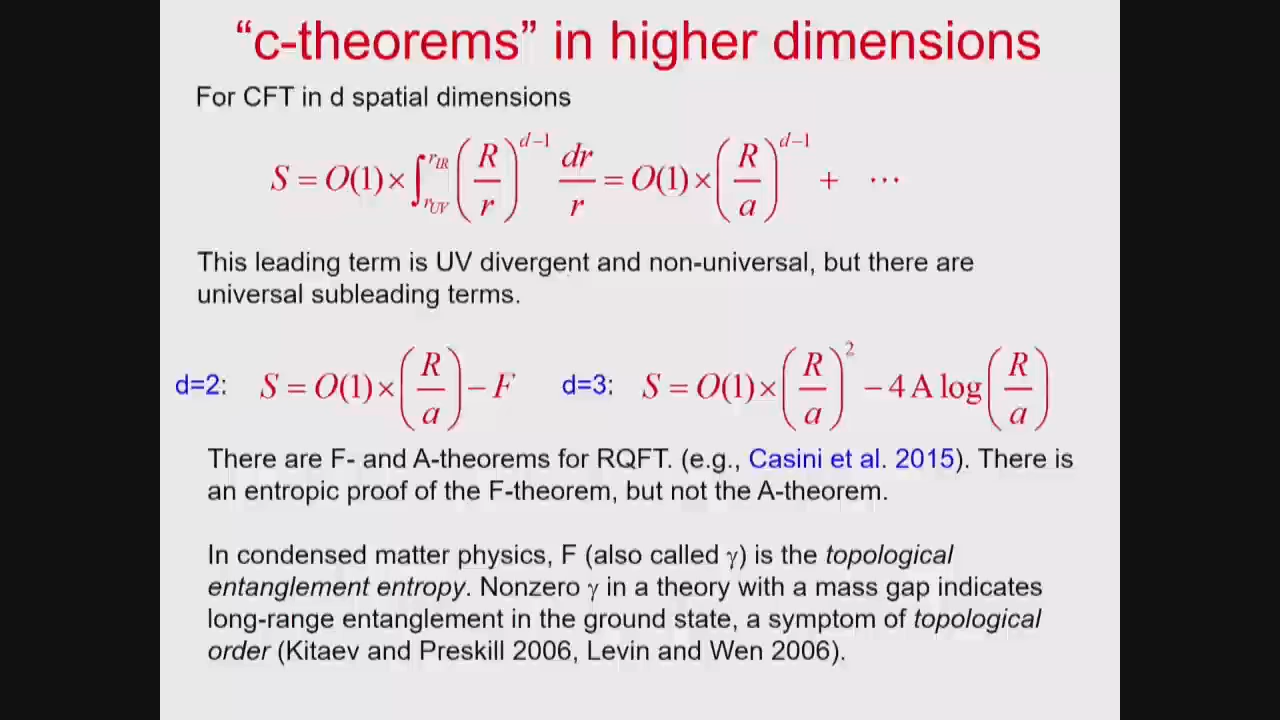 “c-theorems” in higher dimensions
For CFT in d spatial dimensions
S = O(1) × ∫_{r_{UV}}^{r_{IR}} (R/r)^{d−1} dr/r = O(1) × (R/a)^{d−1} + ⋯
This leading term is UV divergent and non-universal, but there are
universal subleading terms.
d=2: S = O(1) × (R/a) − F d=3: S = O(1) × (R/a)^2 − 4 A log (R/a)
There are F- and A-theorems for RQFT. (e.g., Casini et al. 2015). There is
an entropic proof of the F-theorem, but not the A-theorem.
In condensed matter physics, F (also called γ) is the topological
entanglement entropy. Nonzero γ in a theory with a mass gap indicates
long-range entanglement in the ground state, a symptom of topological
order (Kitaev and Preskill 2006, Levin and Wen 2006).